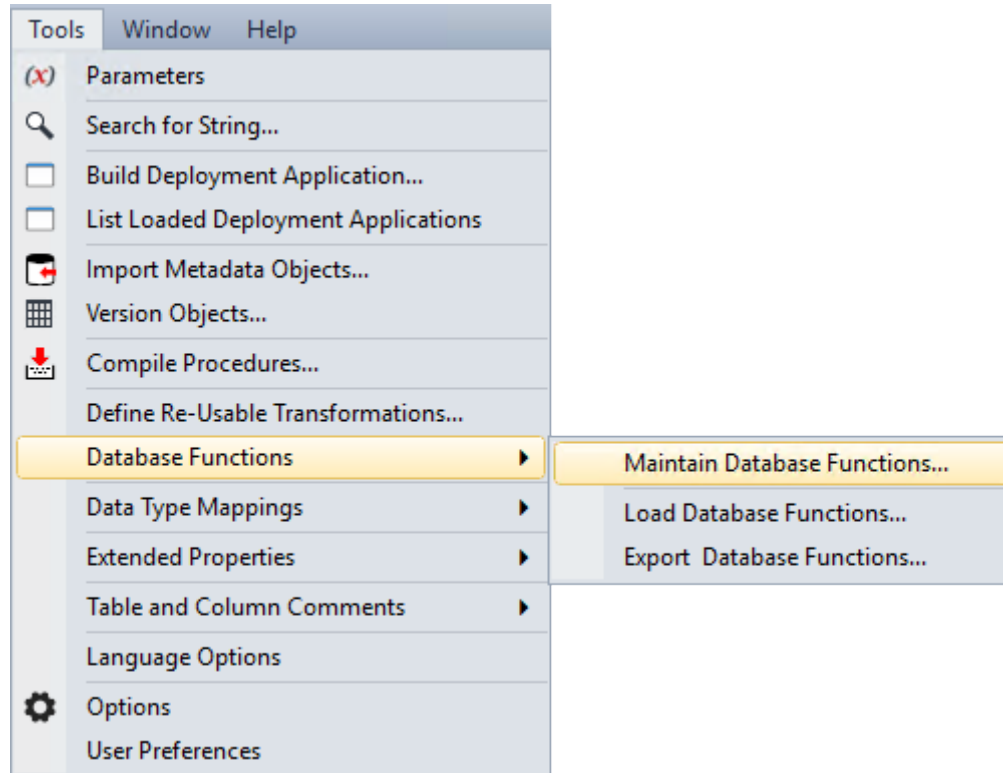 Tools Window Help
(x) Parameters
Search for String...
Build Deployment Application...
List Loaded Deployment Applications
Import Metadata Objects...
Version Objects...
Compile Procedures...
Define Re-Usable Transformations...
Database Functions
Maintain Database Functions...
Load Database Functions...
Export  Database Functions...
Data Type Mappings
Extended Properties
Table and Column Comments
Language Options
Options
User Preferences